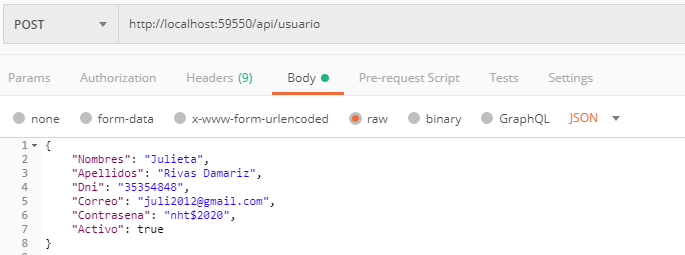 POST http://localhost:59550/api/usuario
Params Authorization Headers (9) Body Pre-request Script Tests Settings
none form-data x-www-form-urlencoded raw binary GraphQL JSON
1 {
2 "Nombres": "Julieta",
3 "Apellidos": "Rivas Damariz",
4 "Dni": "35354848",
5 "Correo": "juli2012@gmail.com",
6 "Contrasena": "nht$2020",
7 "Activo": true
8 }